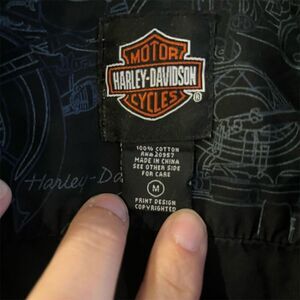 MOTOR
HARLEY-DAVIDSON
CYCLES
®
100% COTTON
RN# 20957
MADE IN CHINA
SEE OTHER SIDE
FOR CARE
M
PRINT DESIGN
COPYRIGHTED
Harley-Da